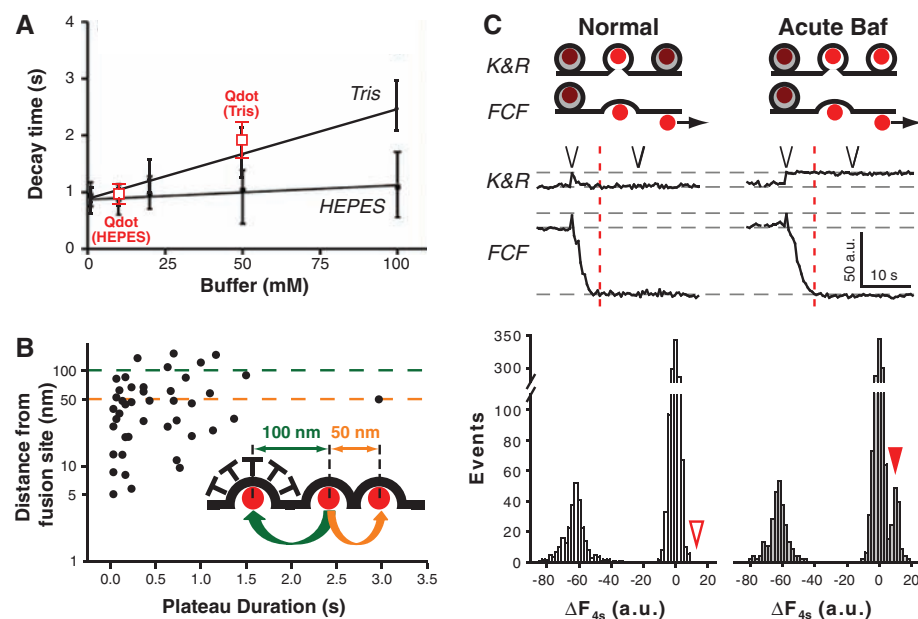 A
Decay time (s)
4
3
2
1
0
Qdot
(Tris)
Tris
Qdot
(HEPES)
HEPES
0
25
50
75
100
Buffer (mM)
B
Distance from
fusion site (nm)
100
50
10
5
1
100 nm
50 nm
0.0
0.5
1.0
1.5
2.0
2.5
3.0
3.5
Plateau Duration (s)
C
Normal
Acute Baf
K&R
K&R
FCF
FCF
K&R
FCF
50 a.u.
10 s
Events
350
300
100
80
60
40
20
0
-80
-40
0
20
-80
-40
0
20
ΔF4s (a.u.)
ΔF4s (a.u.)